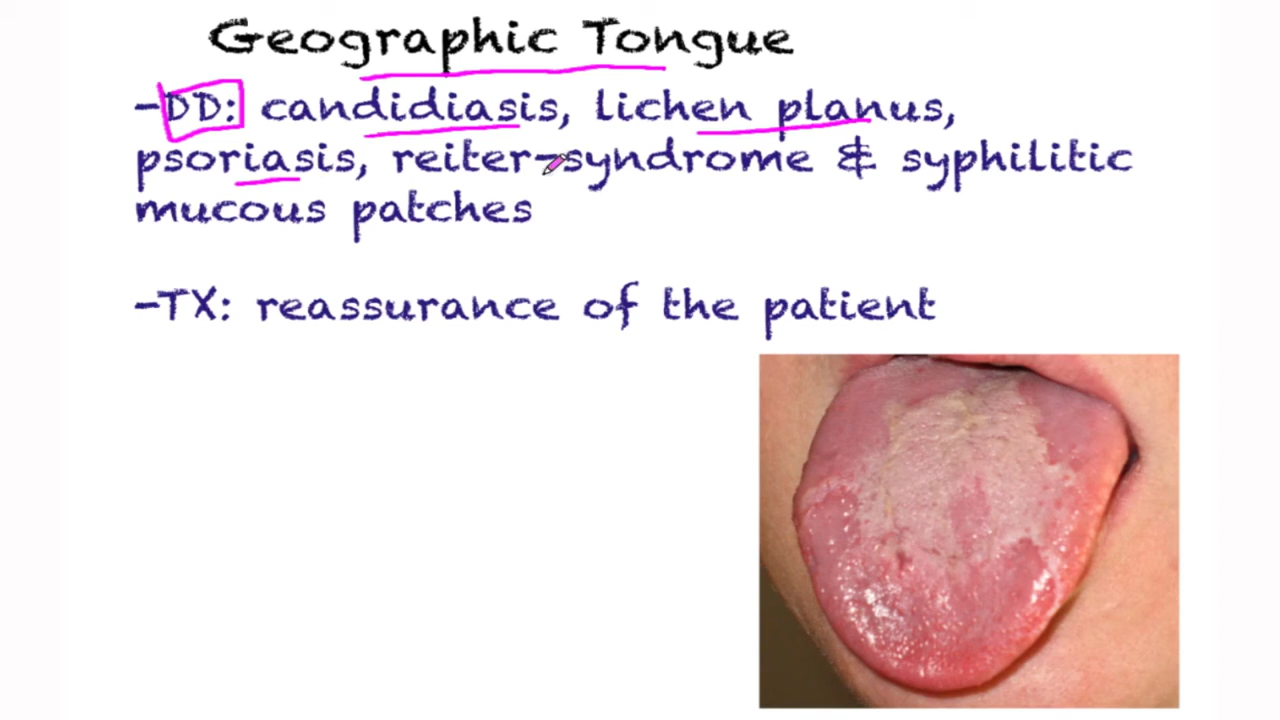 Geographic Tongue
-DD: candidiasis, lichen planus,
psoriasis, reiter-syndrome & syphilitic
mucous patches
-TX: reassurance of the patient